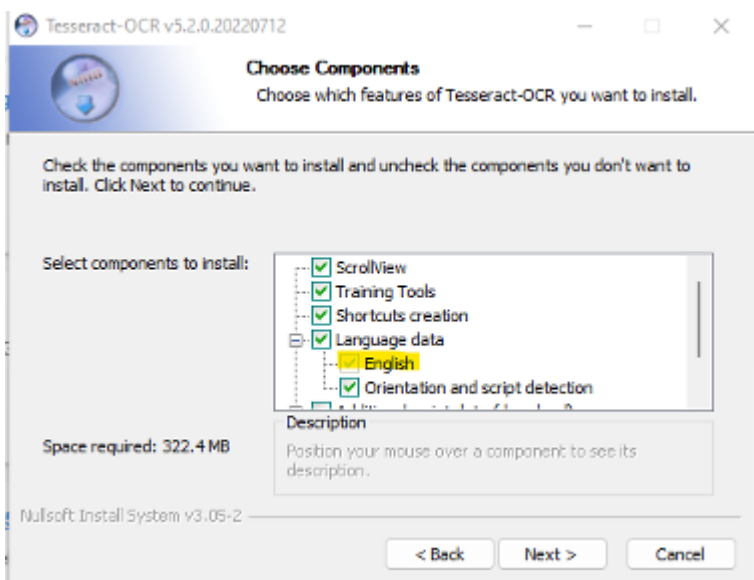 Tesseract-OCR v5.2.0.20220712
Choose Components
Choose which features of Tesseract-OCR you want to install.
Check the components you want to install and uncheck the components you don't want to
install. Click Next to continue.
Select components to install:
ScrollView
Training Tools
Shortcuts creation
Language data
English
Orientation and script detection
Space required: 322.4 MB
Description
Position your mouse over a component to see its
description.
Nullsoft Install System v3.05-2
< Back
Next >
Cancel